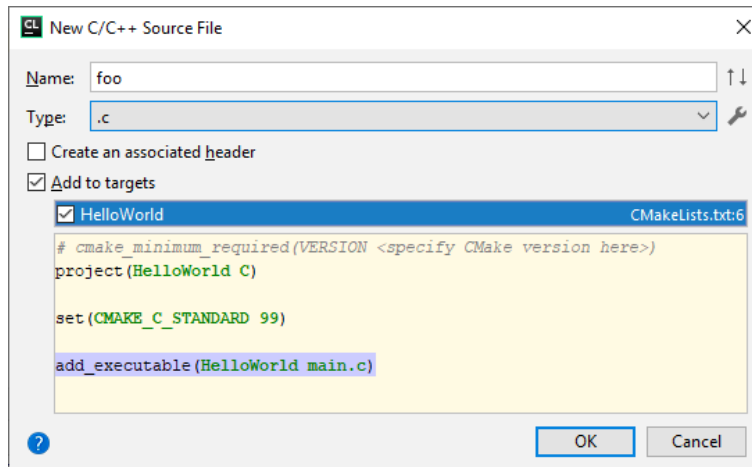 CL New C/C++ Source File
Name: foo
Type: .c
Create an associated header
Add to targets
HelloWorld CMakeLists.txt:6
# cmake_minimum_required(VERSION <specify CMake version here>)
project(HelloWorld C)
set(CMAKE_C_STANDARD 99)
add_executable(HelloWorld main.c)
? OK Cancel